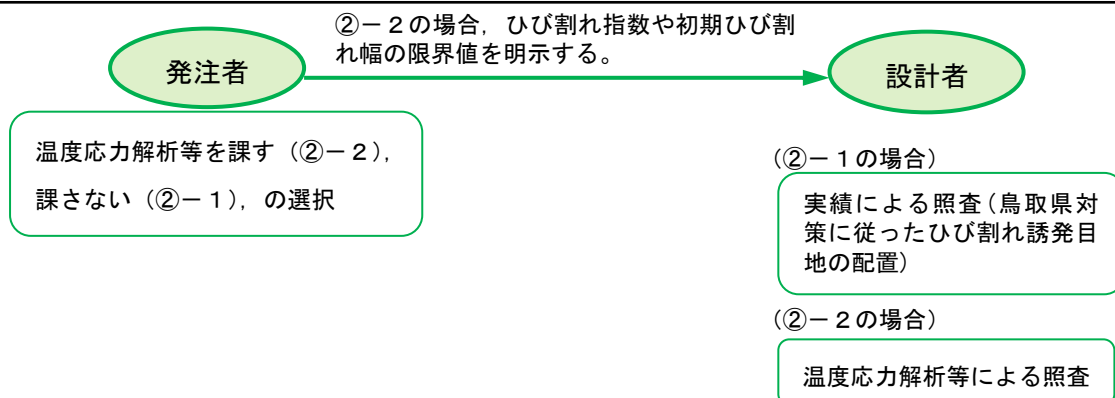 ②－２の場合，ひび割れ指数や初期ひび割
れ幅の限界値を明示する。
発注者
設計者
温度応力解析等を課す（②－２），
課さない（②－１），の選択
（②－１の場合）
実績による照査（鳥取県対
策に従ったひび割れ誘発目
地の配置）
（②－２の場合）
温度応力解析等による照査